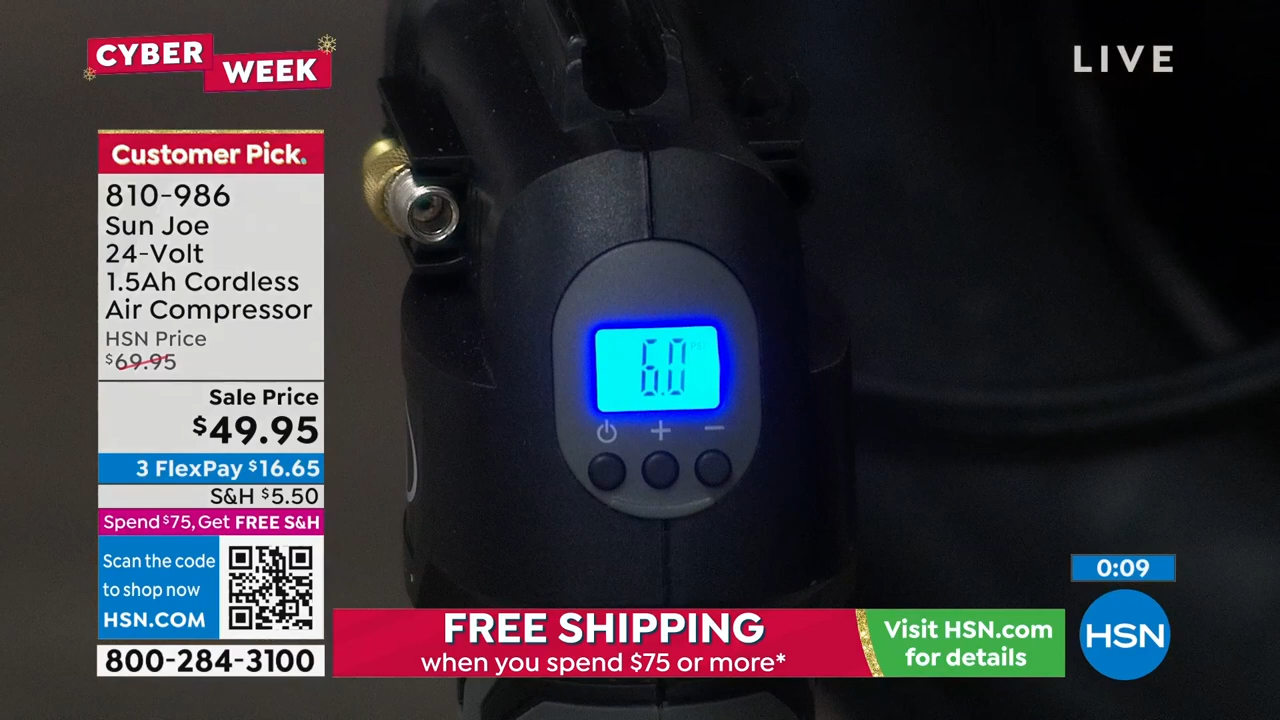 CYBER
WEEK
LIVE
Customer Pick.
810-986
Sun Joe
24-Volt
1.5Ah Cordless
Air Compressor
HSN Price
$69.95
Sale Price
$49.95
3 FlexPay $16.65
S&H $5.50
Spend $75, Get FREE S&H
Scan the code
to shop now
HSN.COM
800-284-3100
6.0 PSI
+ −
FREE SHIPPING
when you spend $75 or more*
Visit HSN.com
for details
0:09
HSN